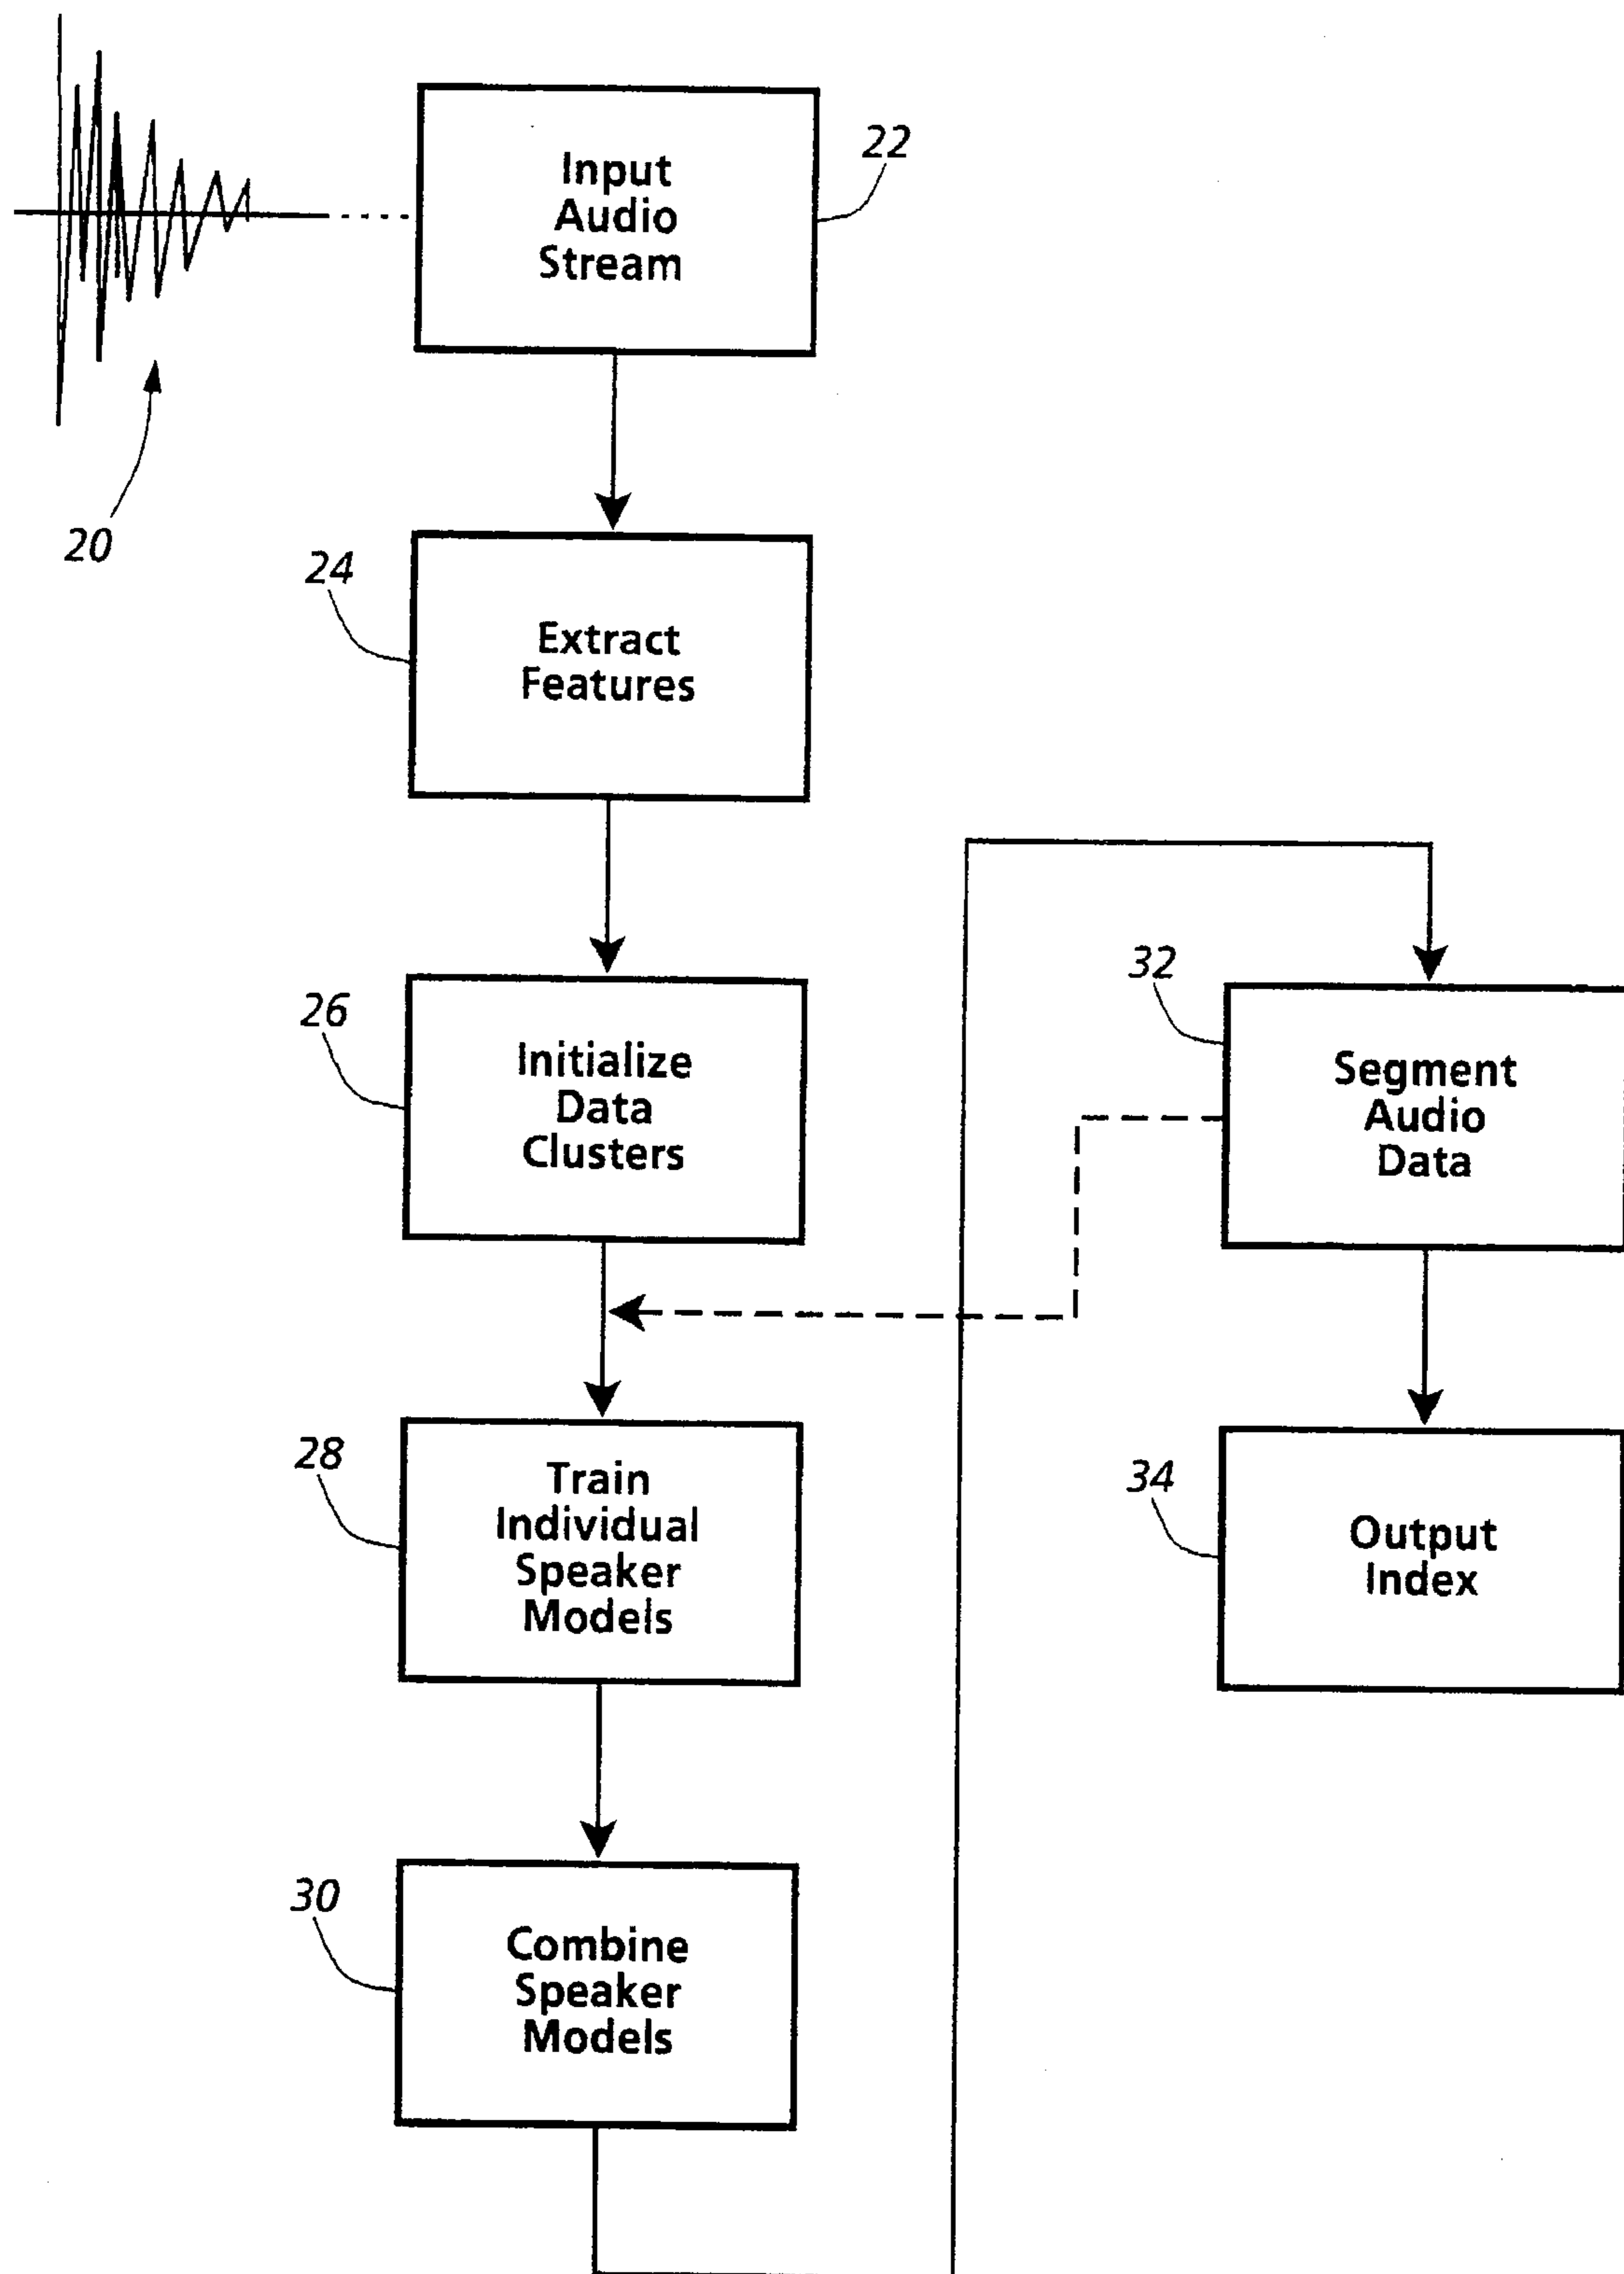 22
Input
Audio
Stream
20
24
Extract
Features
26
Initialize
Data
Clusters
28
Train
Individual
Speaker
Models
30
Combine
Speaker
Models
32
Segment
Audio
Data
34
Output
Index